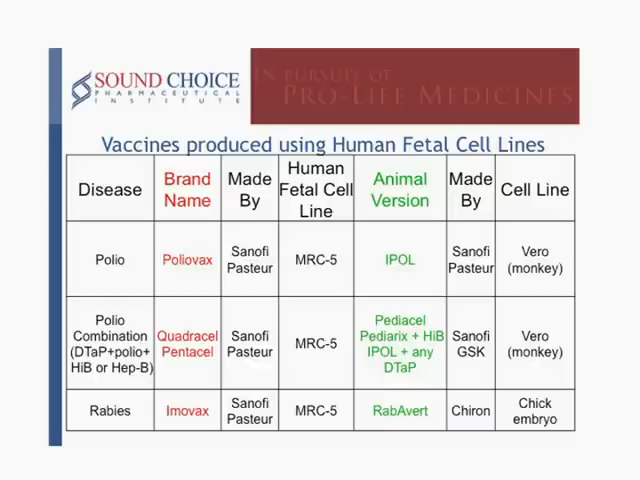 SOUND CHOICE
PHARMACEUTICAL
INSTITUTE
IN PURSUIT OF
PRO-LIFE MEDICINES
Vaccines produced using Human Fetal Cell Lines
Disease
Brand
Name
Made
By
Human
Fetal Cell
Line
Animal
Version
Made
By
Cell Line
Polio
Poliovax
Sanofi
Pasteur
MRC-5
IPOL
Sanofi
Pasteur
Vero
(monkey)
Polio
Combination
(DTaP+polio+
HiB or Hep-B)
Quadracel
Pentacel
Sanofi
Pasteur
MRC-5
Pediacel
Pediarix + HiB
IPOL + any
DTaP
Sanofi
GSK
Vero
(monkey)
Rabies
Imovax
Sanofi
Pasteur
MRC-5
RabAvert
Chiron
Chick
embryo